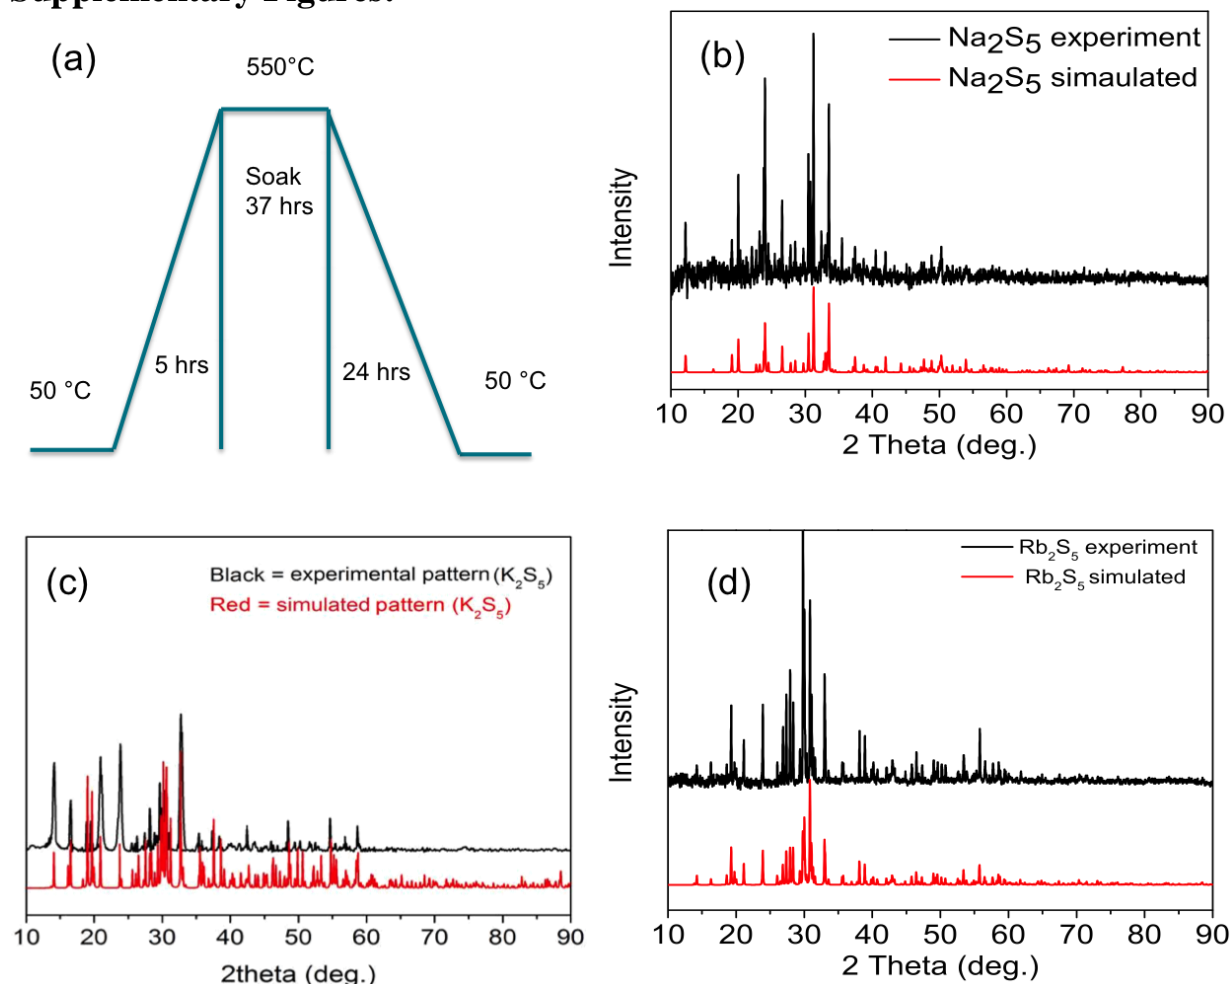 Supplementary Figures:
(a)
550°C
Soak
37 hrs
5 hrs
24 hrs
50 °C
50 °C
(b)
Na2S5 experiment
Na2S5 simaulated
Intensity
10 20 30 40 50 60 70 80 90
2 Theta (deg.)
(c)
Black = experimental pattern (K2S5)
Red = simulated pattern (K2S5)
10 20 30 40 50 60 70 80 90
2theta (deg.)
(d)
Rb2S5 experiment
Rb2S5 simulated
Intensity
10 20 30 40 50 60 70 80 90
2 Theta (deg.)